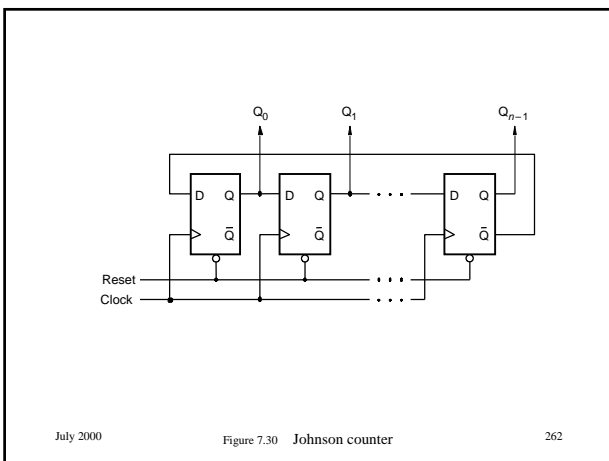 Q₀ Q₁ Qₙ₋₁
D Q D Q D Q
Q̅ Q̅ Q̅
Reset
Clock
July 2000 Figure 7.30 Johnson counter 262